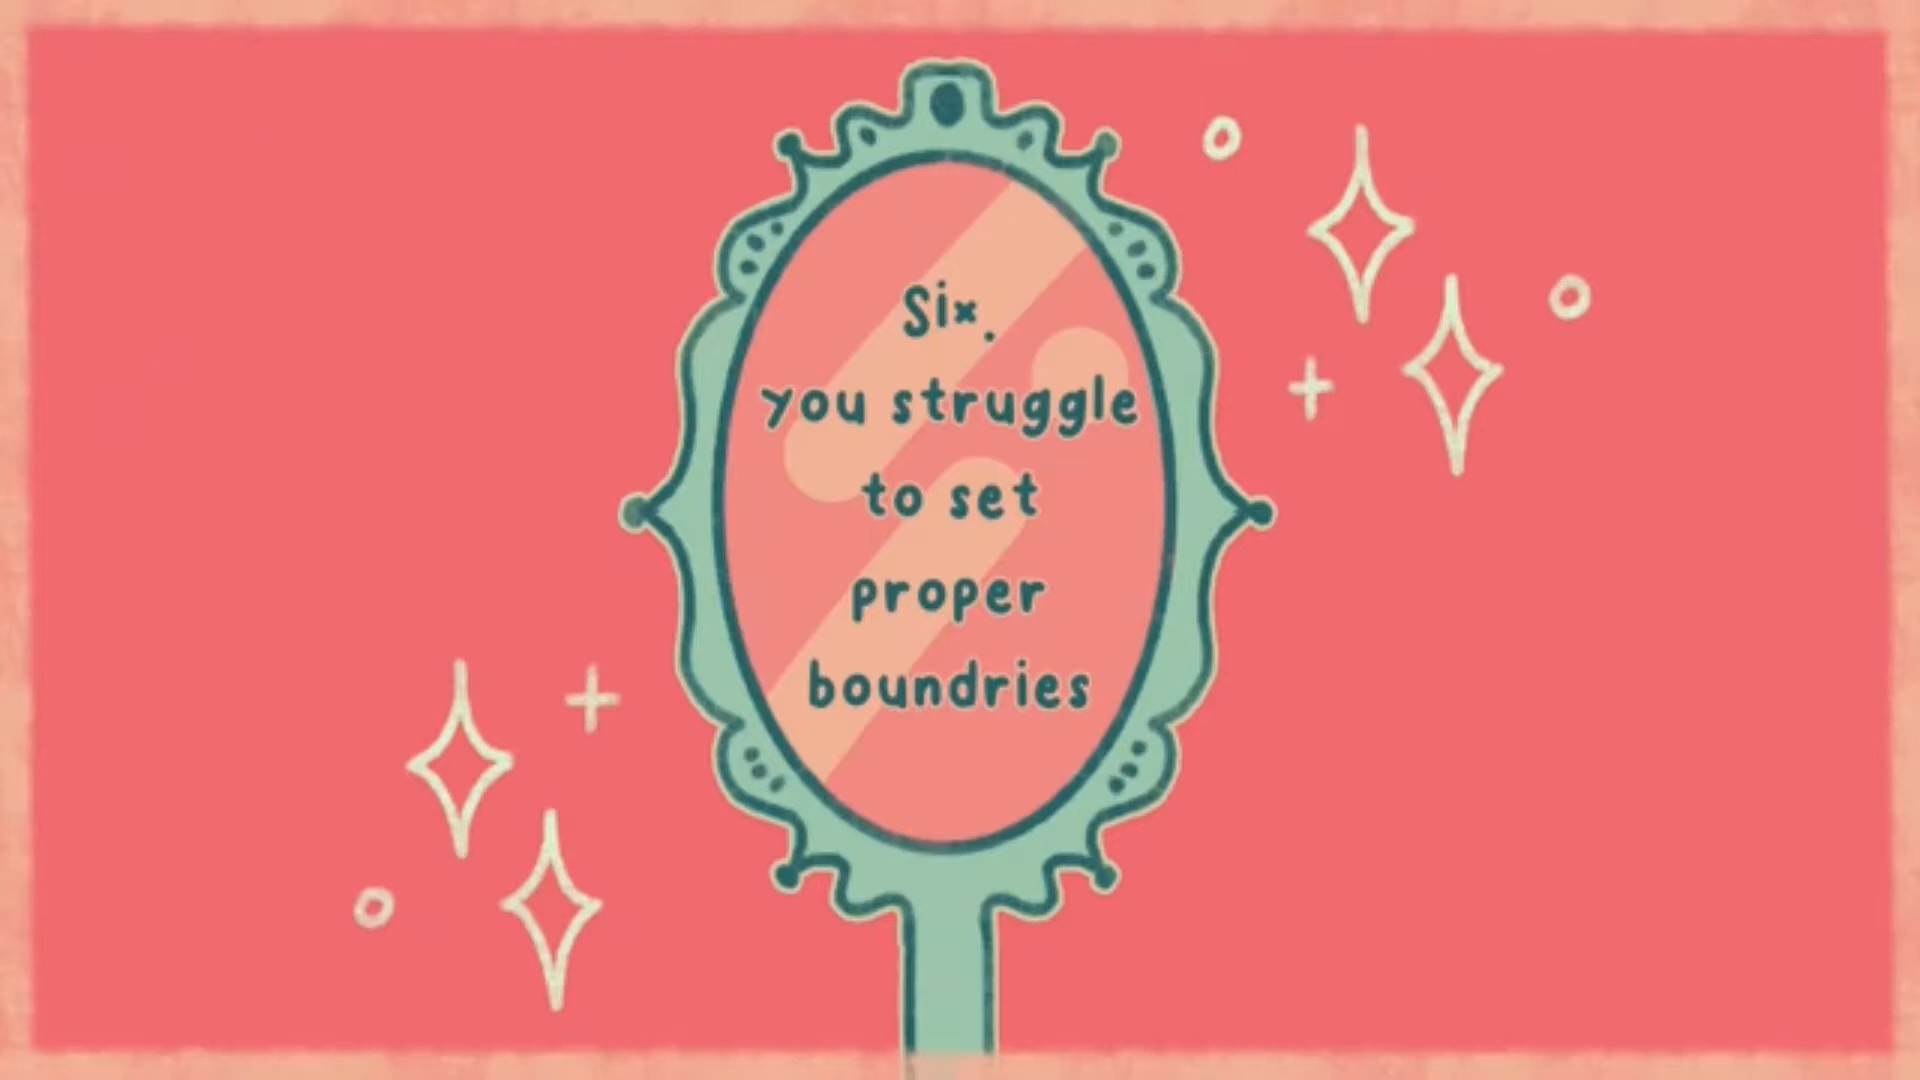 Six.
you struggle
to set
proper
boundries